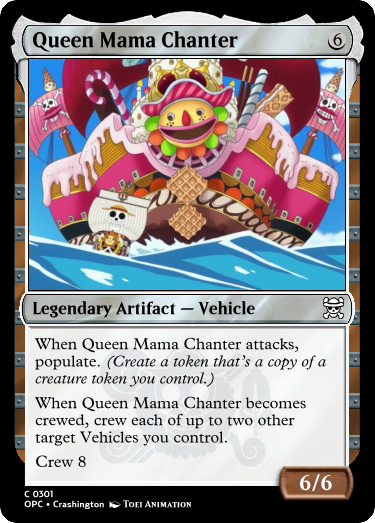 Queen Mama Chanter 6
Legendary Artifact — Vehicle
When Queen Mama Chanter attacks,
populate. (Create a token that's a copy of a
creature token you control.)
When Queen Mama Chanter becomes
crewed, crew each of up to two other
target Vehicles you control.
Crew 8
6/6
C 0301
OPC • Crashington TOEI ANIMATION